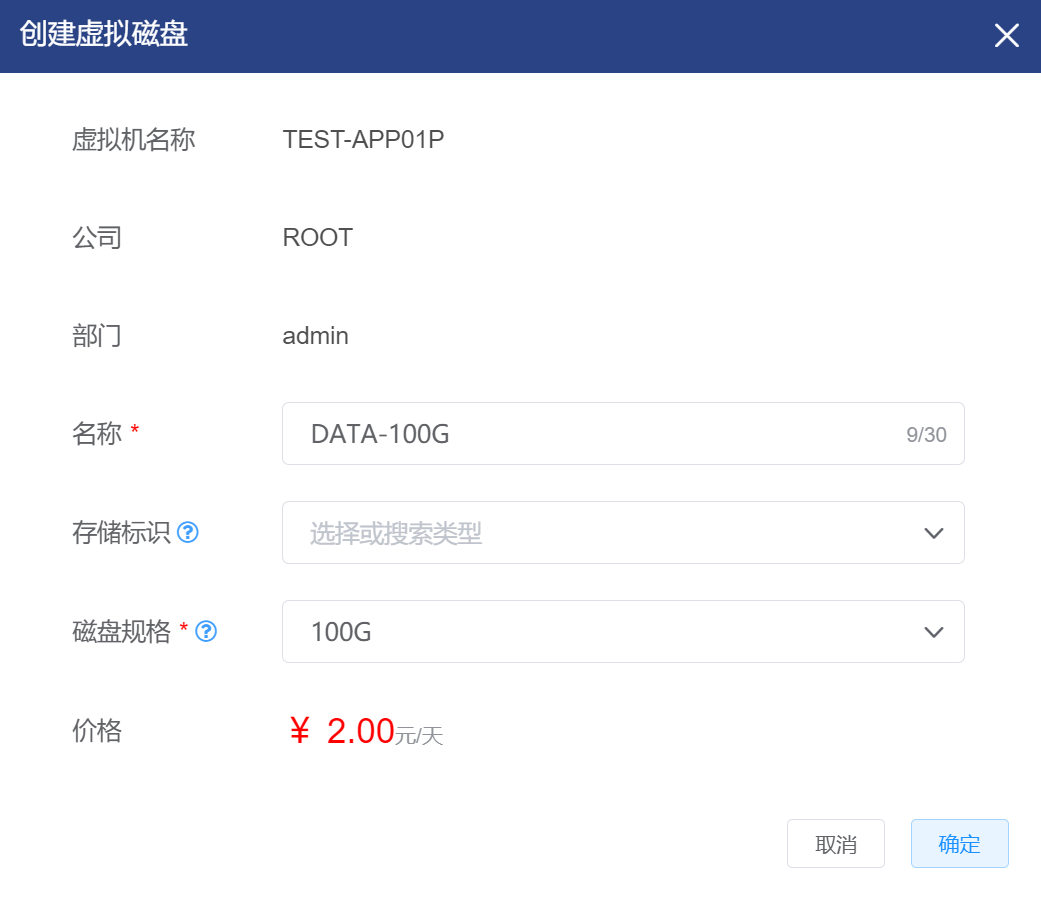 创建虚拟磁盘
虚拟机名称 TEST-APP01P
公司 ROOT
部门 admin
名称 * DATA-100G 9/30
存储标识 ? 选择或搜索类型
磁盘规格 * ? 100G
价格 ¥ 2.00元/天
取消 确定